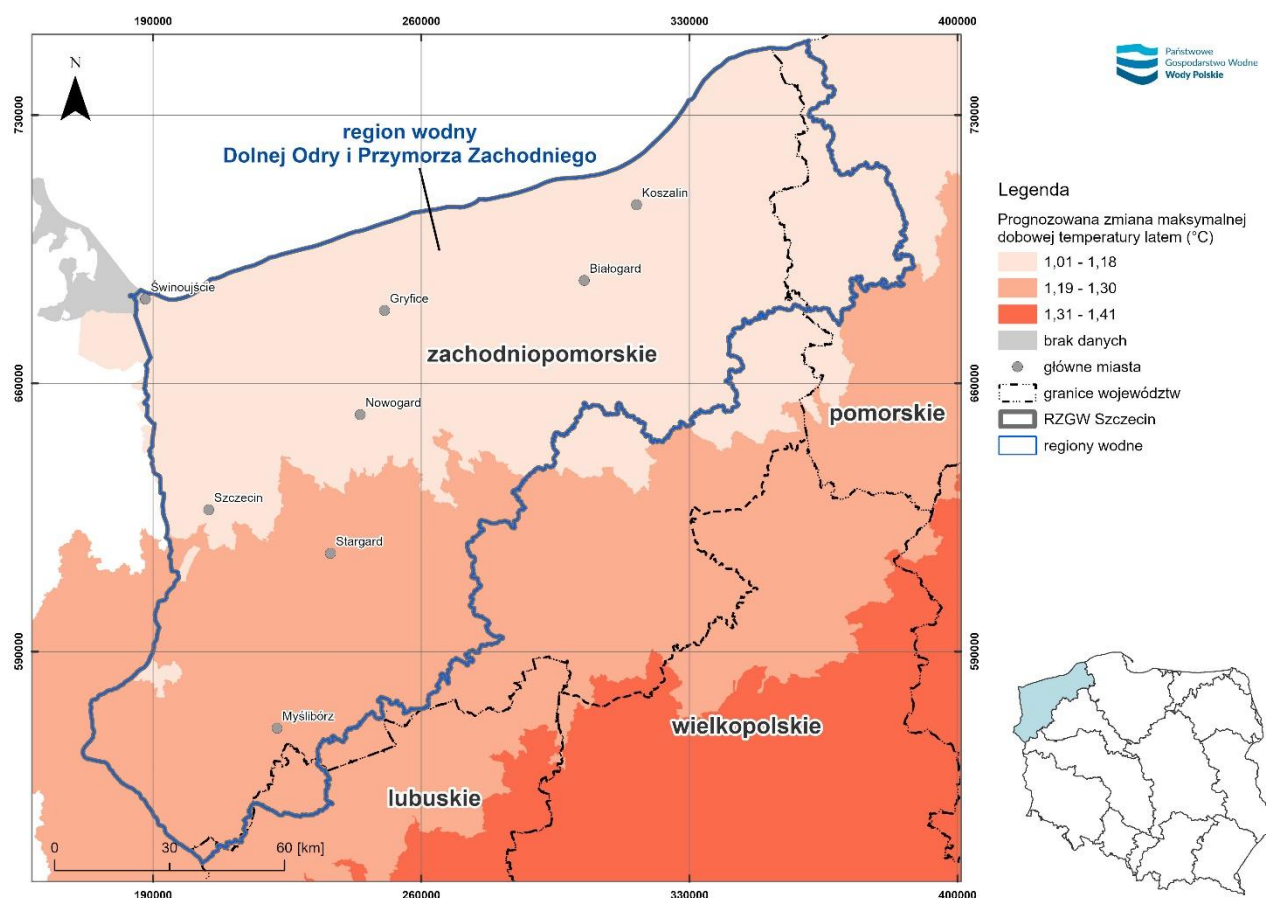 190000
260000
330000
400000
N
730000
730000
region wodny
Dolnej Odry i Przymorza Zachodniego
Koszalin
Białogard
Świnoujście
Gryfice
zachodniopomorskie
660000
660000
Nowogard
pomorskie
Szczecin
Stargard
590000
590000
Myślibórz
wielkopolskie
lubuskie
0
30
60 [km]
190000
260000
330000
400000
Państwowe
Gospodarstwo Wodne
Wody Polskie
Legenda
Prognozowana zmiana maksymalnej
dobowej temperatury latem (°C)
1,01 - 1,18
1,19 - 1,30
1,31 - 1,41
brak danych
główne miasta
granice województw
RZGW Szczecin
regiony wodne